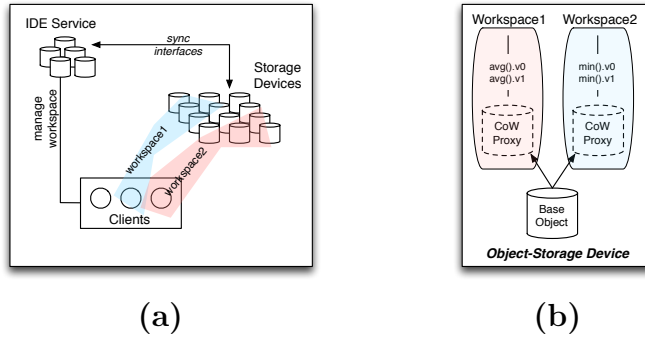 IDE Service
sync
interfaces
Storage
Devices
manage
workspace
workspace1
workspace2
Clients
(a)
Workspace1
Workspace2
avg().v0
avg().v1
min().v0
min().v1
CoW
Proxy
CoW
Proxy
Base
Object
Object-Storage Device
(b)